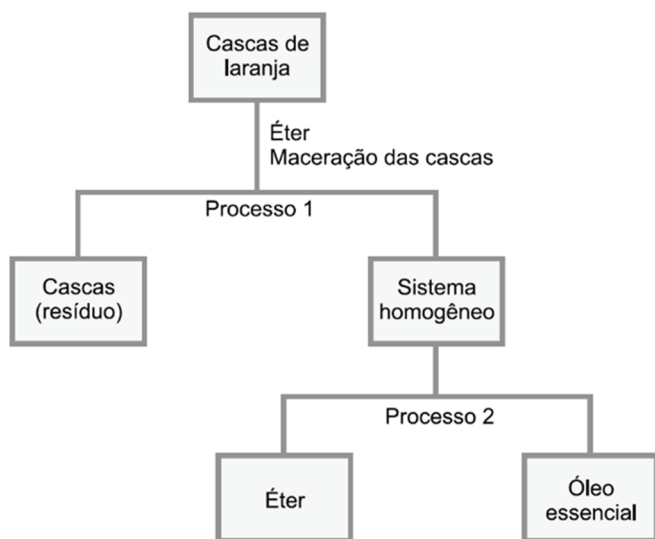 Cascas de
laranja
Éter
Maceração das cascas
Processo 1
Cascas
(resíduo)
Sistema
homogêneo
Processo 2
Éter
Óleo
essencial